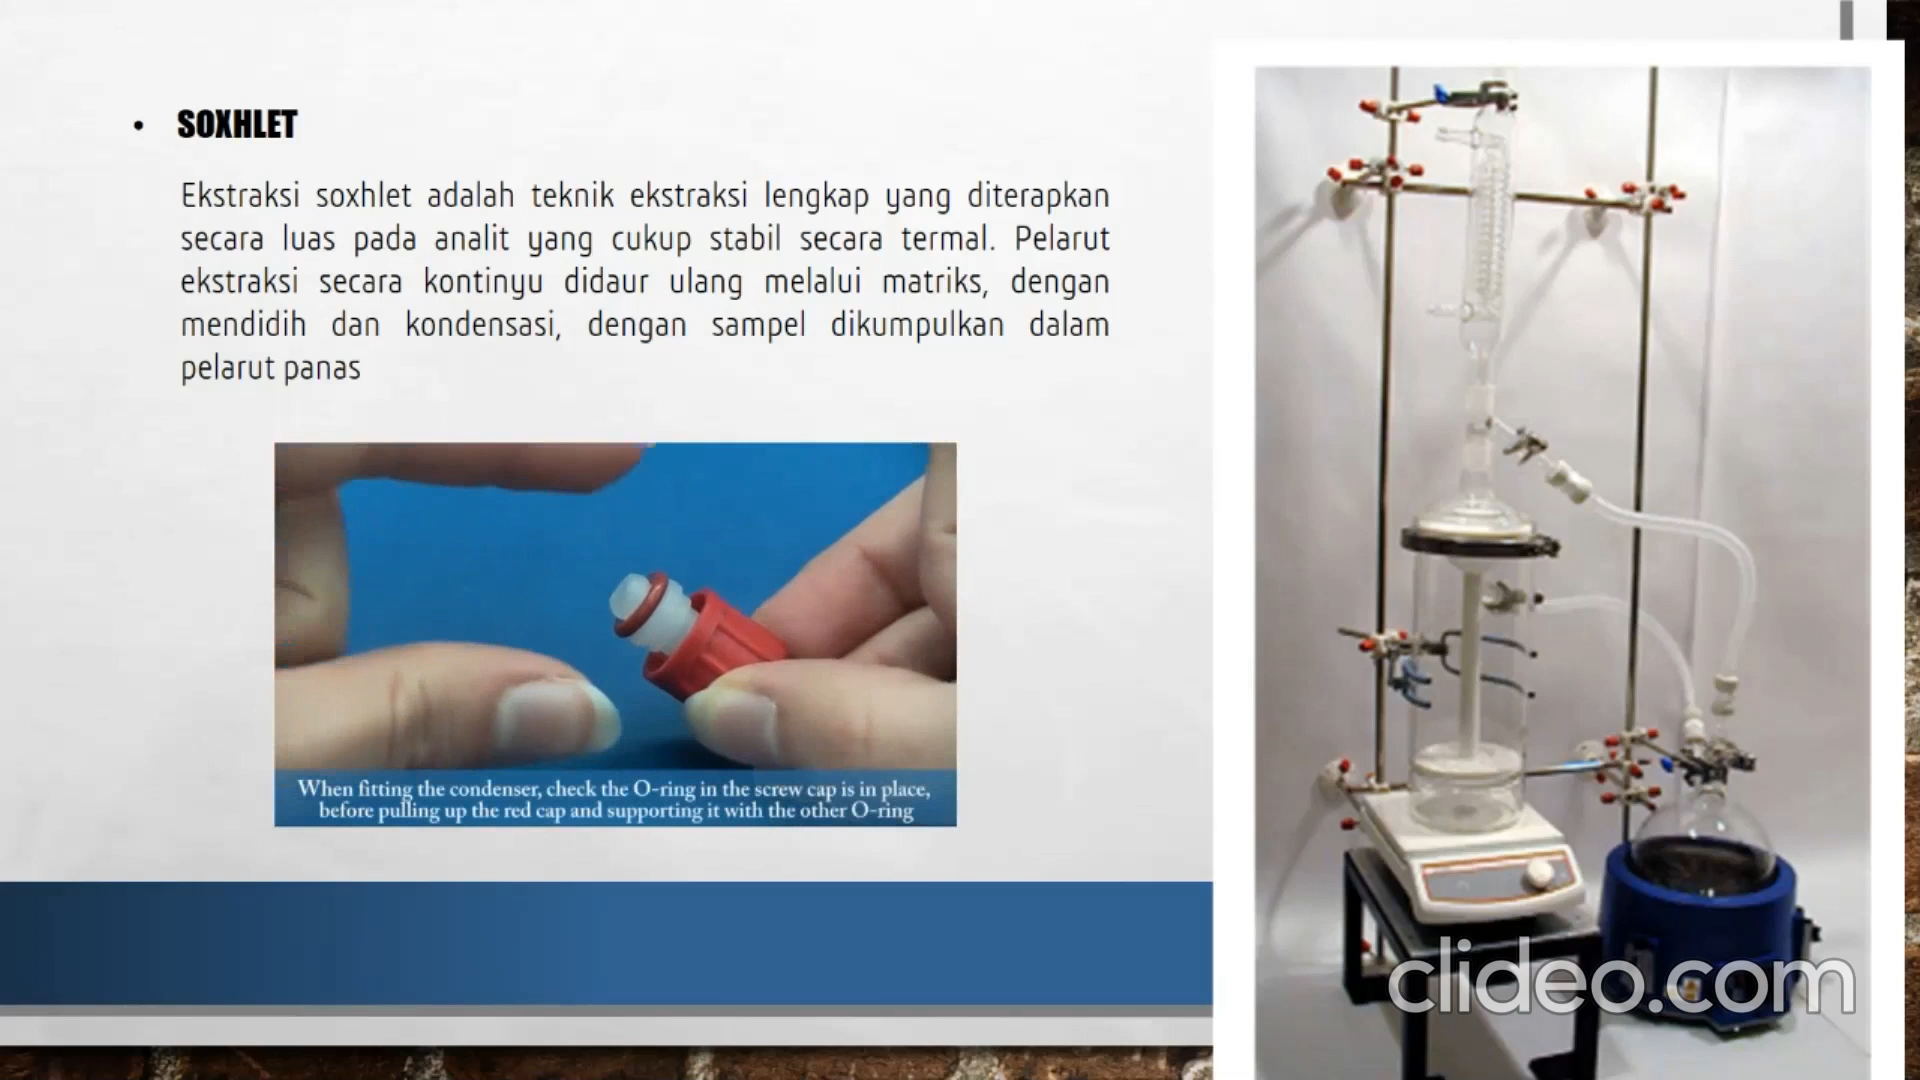 • SOXHLET
Ekstraksi soxhlet adalah teknik ekstraksi lengkap yang diterapkan
secara luas pada analit yang cukup stabil secara termal. Pelarut
ekstraksi secara kontinyu didaur ulang melalui matriks, dengan
mendidih dan kondensasi, dengan sampel dikumpulkan dalam
pelarut panas
When fitting the condenser, check the O-ring in the screw cap is in place,
before pulling up the red cap and supporting it with the other O-ring
clideo.com